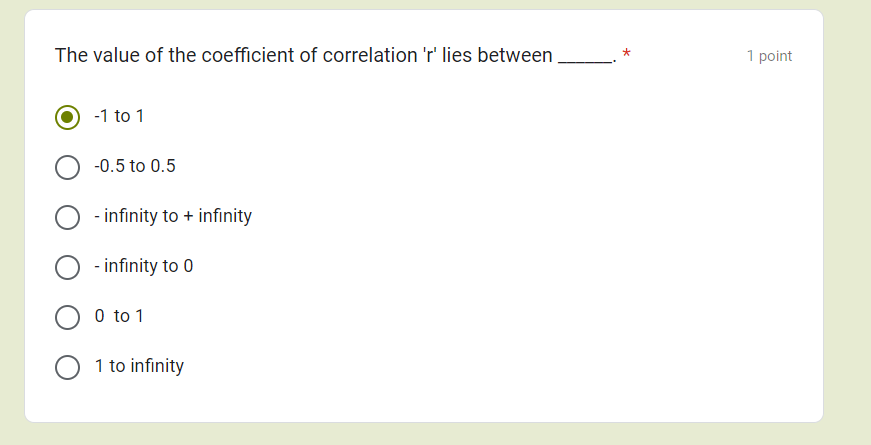 The value of the coefficient of correlation 'r' lies between ______. *
1 point
-1 to 1
-0.5 to 0.5
- infinity to + infinity
- infinity to 0
0  to 1
1 to infinity